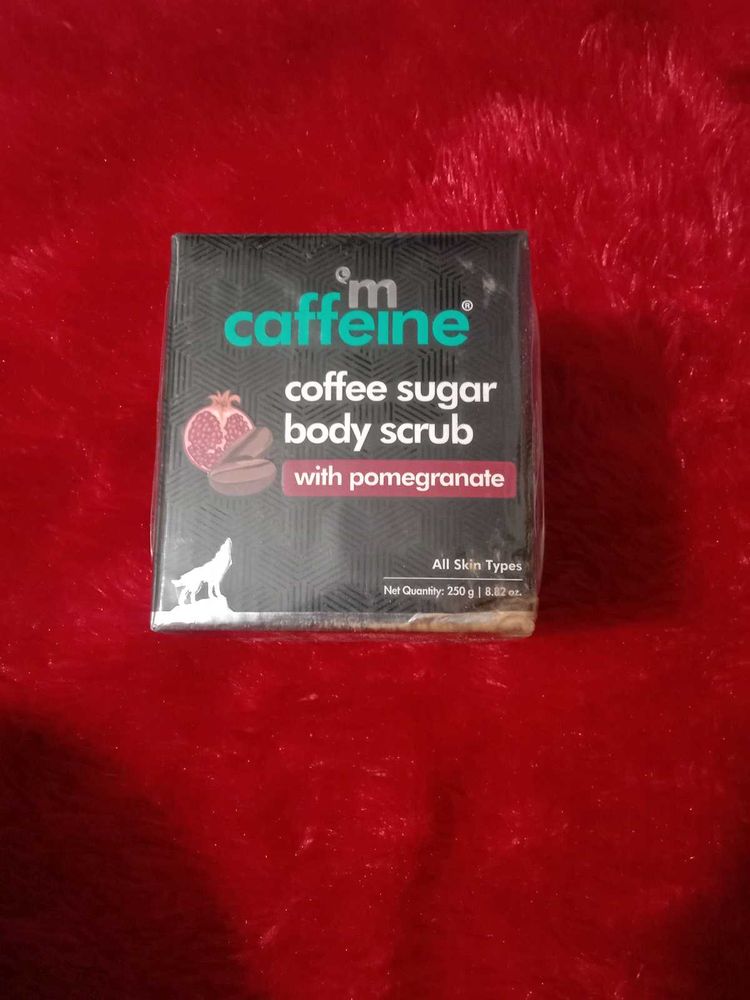 'm
caffeine®
coffee sugar
body scrub
with pomegranate
All Skin Types
Net Quantity: 250 g | 8.82 oz.